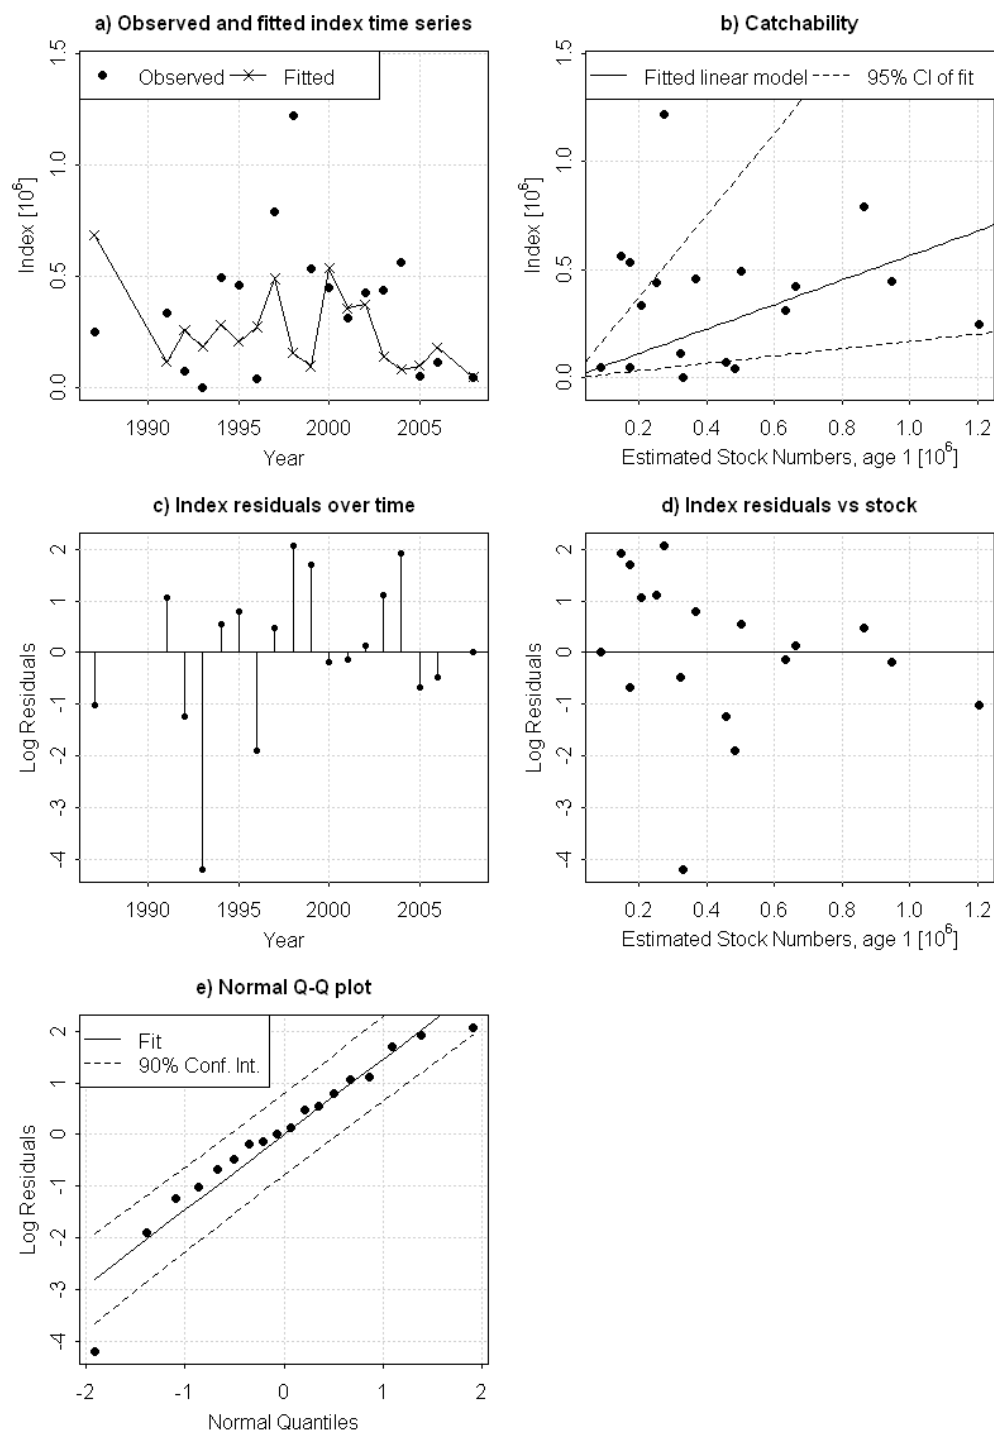 a) Observed and fitted index time series
Observed Fitted
0.0 0.5 1.0 1.5
Index [10^6]
1990 1995 2000 2005
Year
b) Catchability
Fitted linear model 95% CI of fit
0.0 0.5 1.0 1.5
Index [10^6]
0.2 0.4 0.6 0.8 1.0 1.2
Estimated Stock Numbers, age 1 [10^6]
c) Index residuals over time
-4 -3 -2 -1 0 1 2
Log Residuals
1990 1995 2000 2005
Year
d) Index residuals vs stock
-4 -3 -2 -1 0 1 2
Log Residuals
0.2 0.4 0.6 0.8 1.0 1.2
Estimated Stock Numbers, age 1 [10^6]
e) Normal Q-Q plot
Fit
90% Conf. Int.
-4 -3 -2 -1 0 1 2
Log Residuals
-2 -1 0 1 2
Normal Quantiles